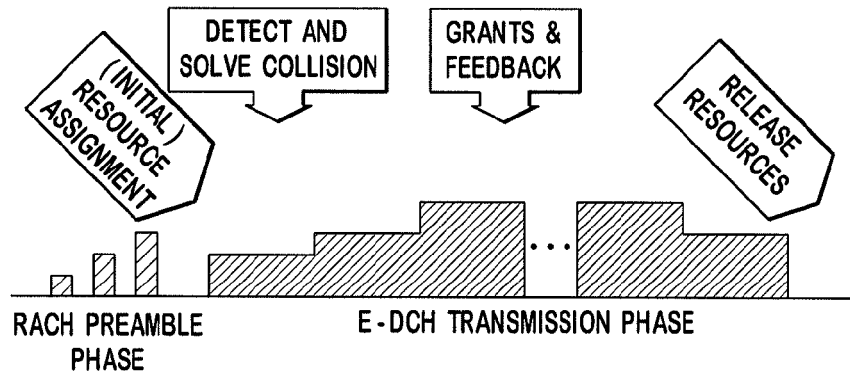 (INITIAL)
RESOURCE
ASSIGNMENT
DETECT AND
SOLVE COLLISION
GRANTS &
FEEDBACK
RELEASE
RESOURCES
...
RACH PREAMBLE
PHASE
E-DCH TRANSMISSION PHASE